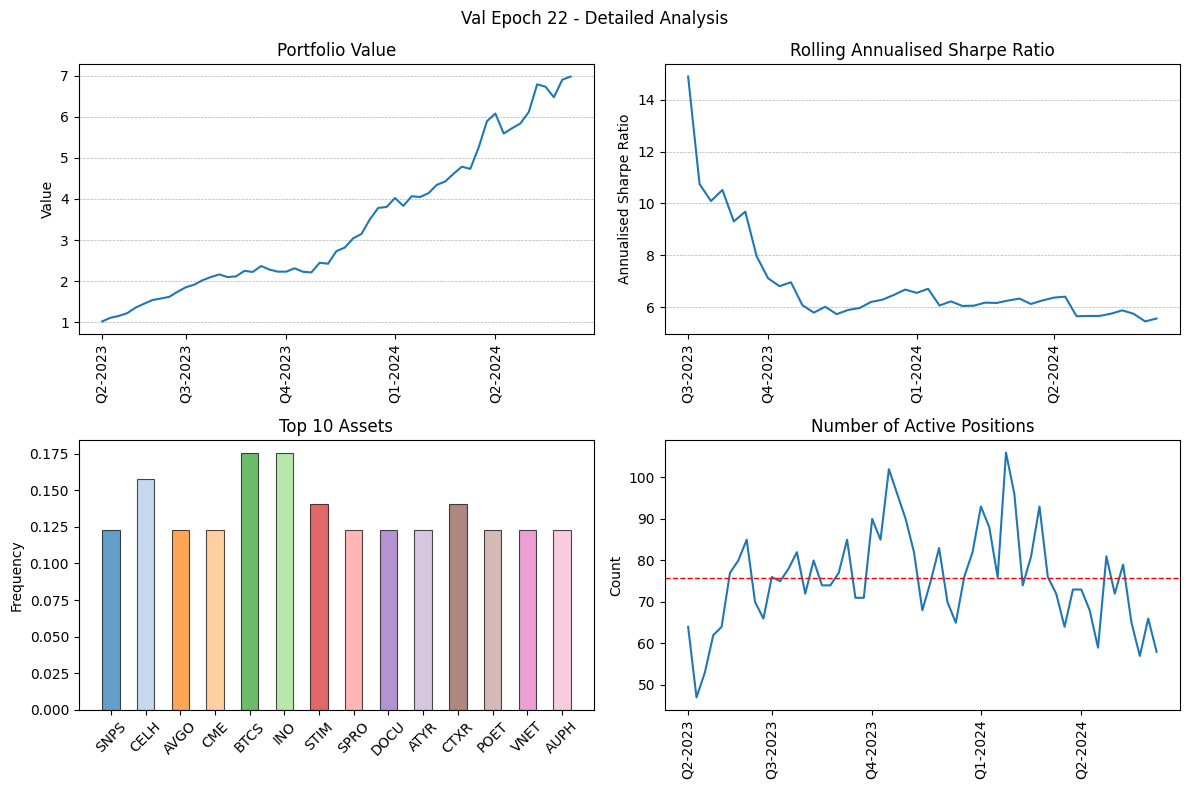 Val Epoch 22 - Detailed Analysis
Portfolio Value
Value
7
6
5
4
3
2
1
Q2-2023
Q3-2023
Q4-2023
Q1-2024
Q2-2024
Rolling Annualised Sharpe Ratio
Annualised Sharpe Ratio
14
12
10
8
6
Q3-2023
Q4-2023
Q1-2024
Q2-2024
Top 10 Assets
Frequency
0.175
0.150
0.125
0.100
0.075
0.050
0.025
0.000
SNPS
CELH
AVGO
CME
BTCS
INO
STIM
SPRO
DOCU
ATYR
CTXR
POET
VNET
AUPH
Number of Active Positions
Count
100
90
80
70
60
50
Q2-2023
Q3-2023
Q4-2023
Q1-2024
Q2-2024